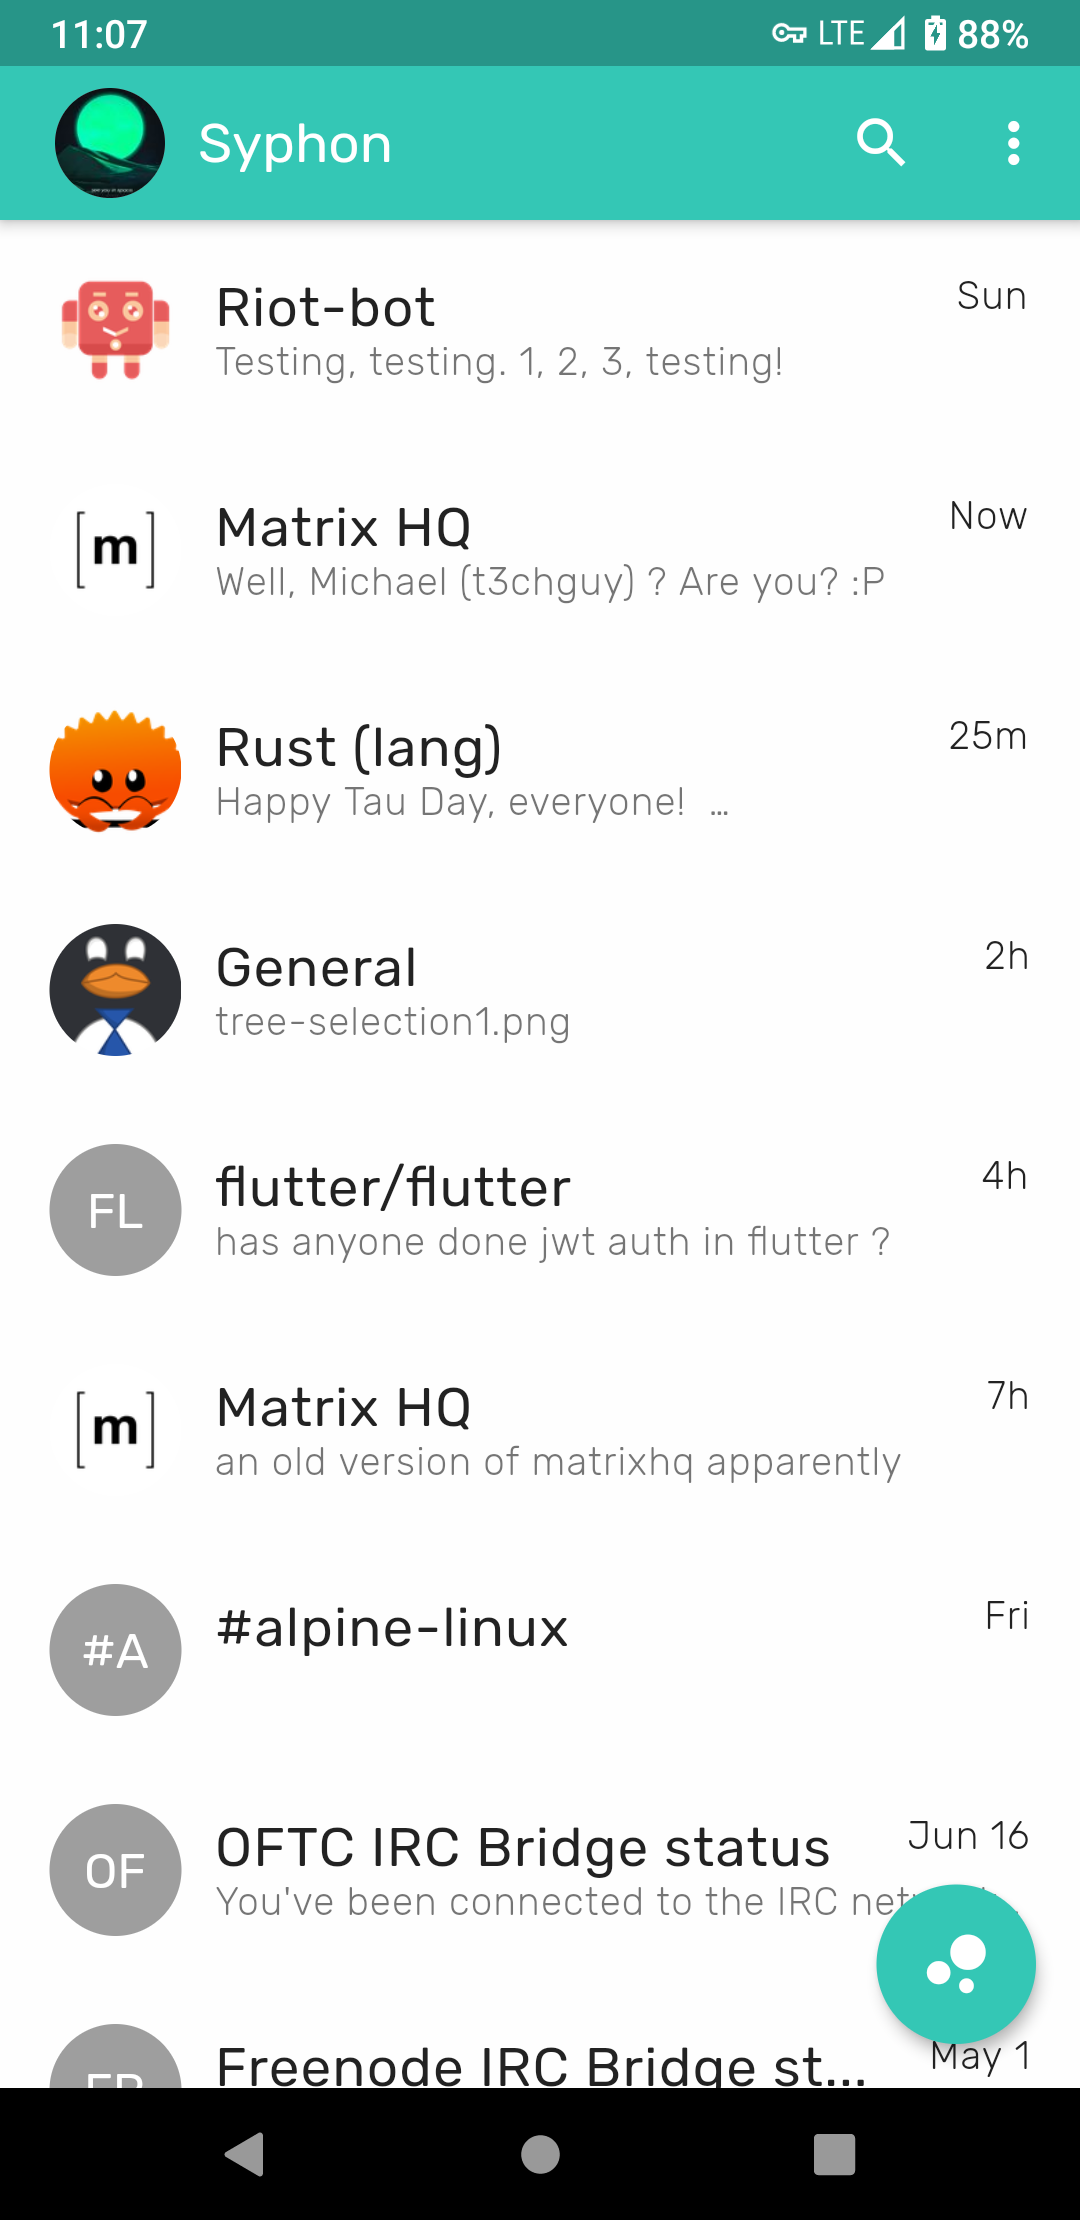 11:07 LTE 88%
Syphon
Riot-bot Sun
Testing, testing. 1, 2, 3, testing!
[m] Matrix HQ Now
Well, Michael (t3chguy) ? Are you? :P
Rust (lang) 25m
Happy Tau Day, everyone! ...
General 2h
tree-selection1.png
FL flutter/flutter 4h
has anyone done jwt auth in flutter ?
[m] Matrix HQ 7h
an old version of matrixhq apparently
#A #alpine-linux Fri
OF OFTC IRC Bridge status Jun 16
You've been connected to the IRC
Freenode IRC Bridge st... May 1